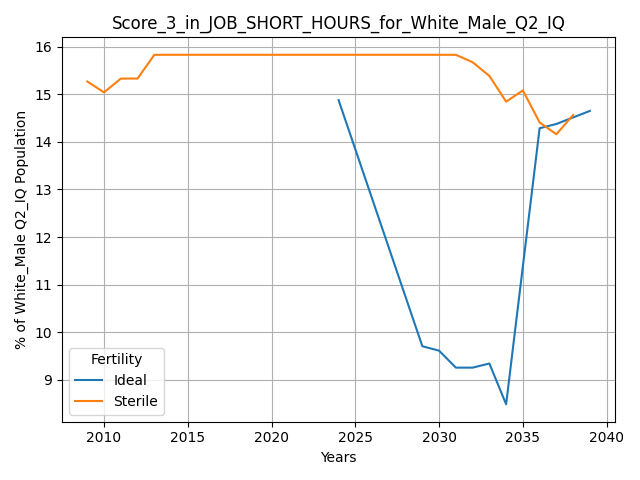 Score_3_in_JOB_SHORT_HOURS_for_White_Male_Q2_IQ
% of White_Male Q2_IQ Population
16
15
14
13
12
11
10
9
Fertility
Ideal
Sterile
2010 2015 2020 2025 2030 2035 2040
Years